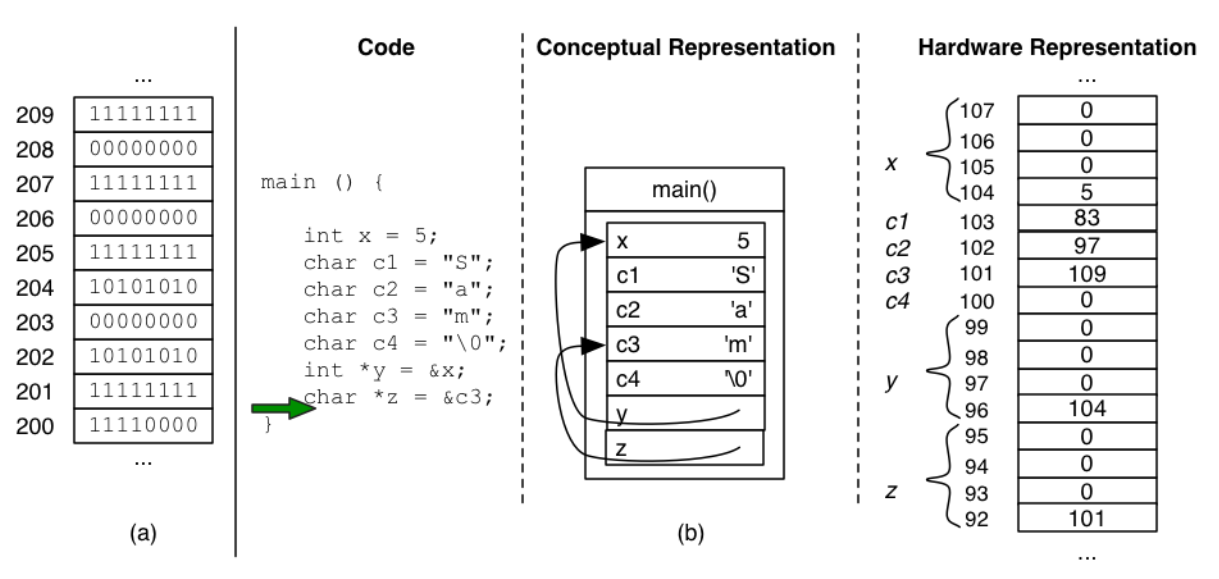 ...
209 11111111
208 00000000
207 11111111
206 00000000
205 11111111
204 10101010
203 00000000
202 10101010
201 11111111
200 11110000
...
(a)
Code
main () {
int x = 5;
char c1 = "S";
char c2 = "a";
char c3 = "m";
char c4 = "\0";
int *y = &x;
char *z = &c3;
}
Conceptual Representation
main()
x 5
c1 'S'
c2 'a'
c3 'm'
c4 '\0'
y
z
(b)
Hardware Representation
...
107 0
106 0
x
105 0
104 5
c1 103 83
c2 102 97
c3 101 109
c4 100 0
99 0
98 0
y
97 0
96 104
95 0
94 0
z
93 0
92 101
...